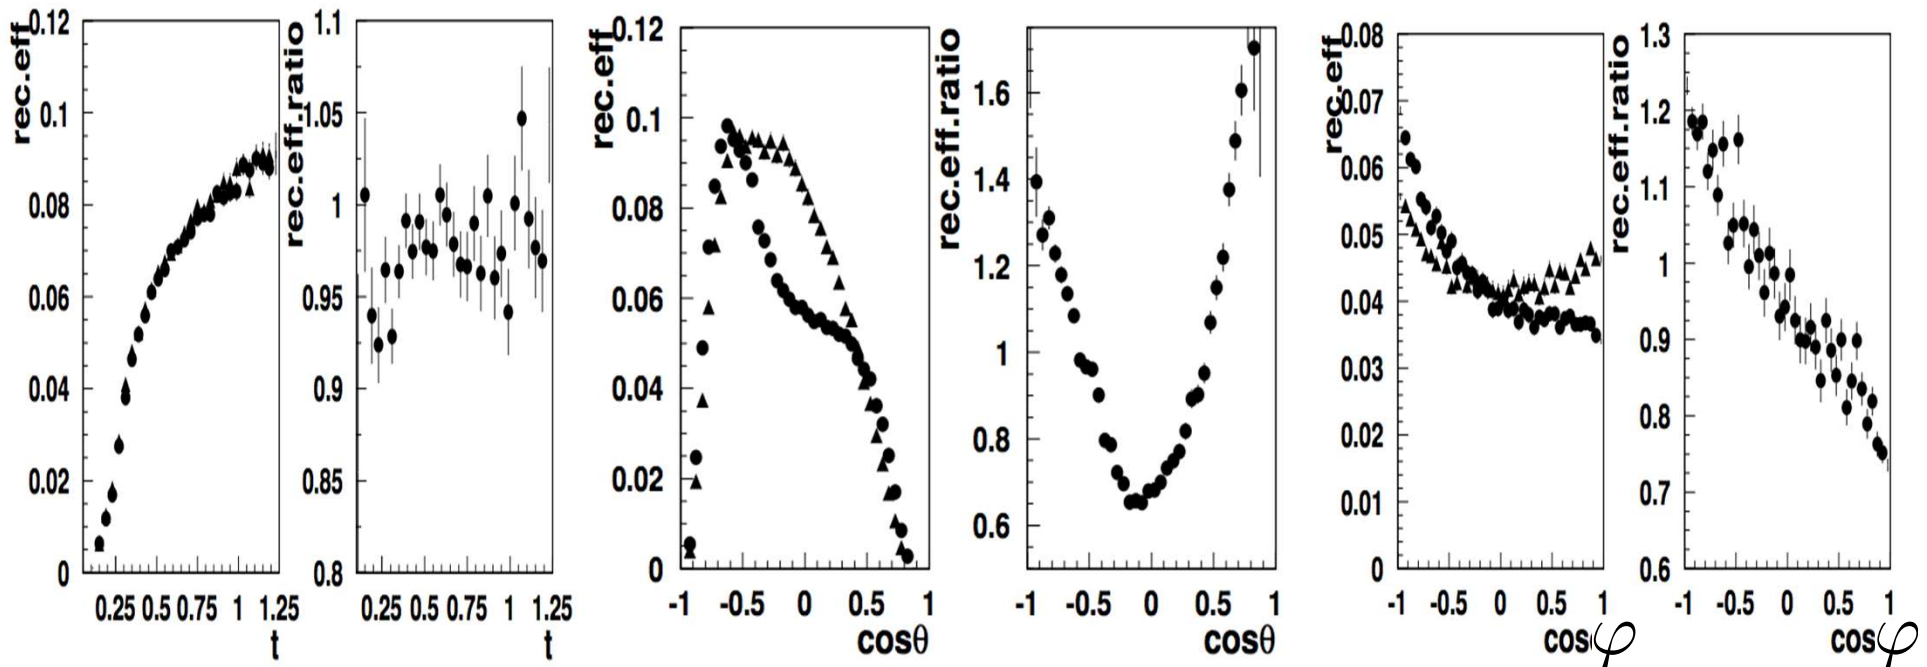 rec.eff
0.12
0.1
0.08
0.06
0.04
0.02
0
0.25 0.5 0.75 1 1.25
t
rec.eff.ratio
1.1
1.05
1
0.95
0.9
0.85
0.8
0.25 0.5 0.75 1 1.25
t
rec.eff
0.12
0.1
0.08
0.06
0.04
0.02
0
-1 -0.5 0 0.5 1
cosθ
rec.eff.ratio
1.6
1.4
1.2
1
0.8
0.6
-1 -0.5 0 0.5 1
cosθ
rec.eff
0.08
0.07
0.06
0.05
0.04
0.03
0.02
0.01
0
-1 -0.5 0 0.5 1
cosφ
rec.eff.ratio
1.3
1.2
1.1
1
0.9
0.8
0.7
0.6
-1 -0.5 0 0.5 1
cosφ